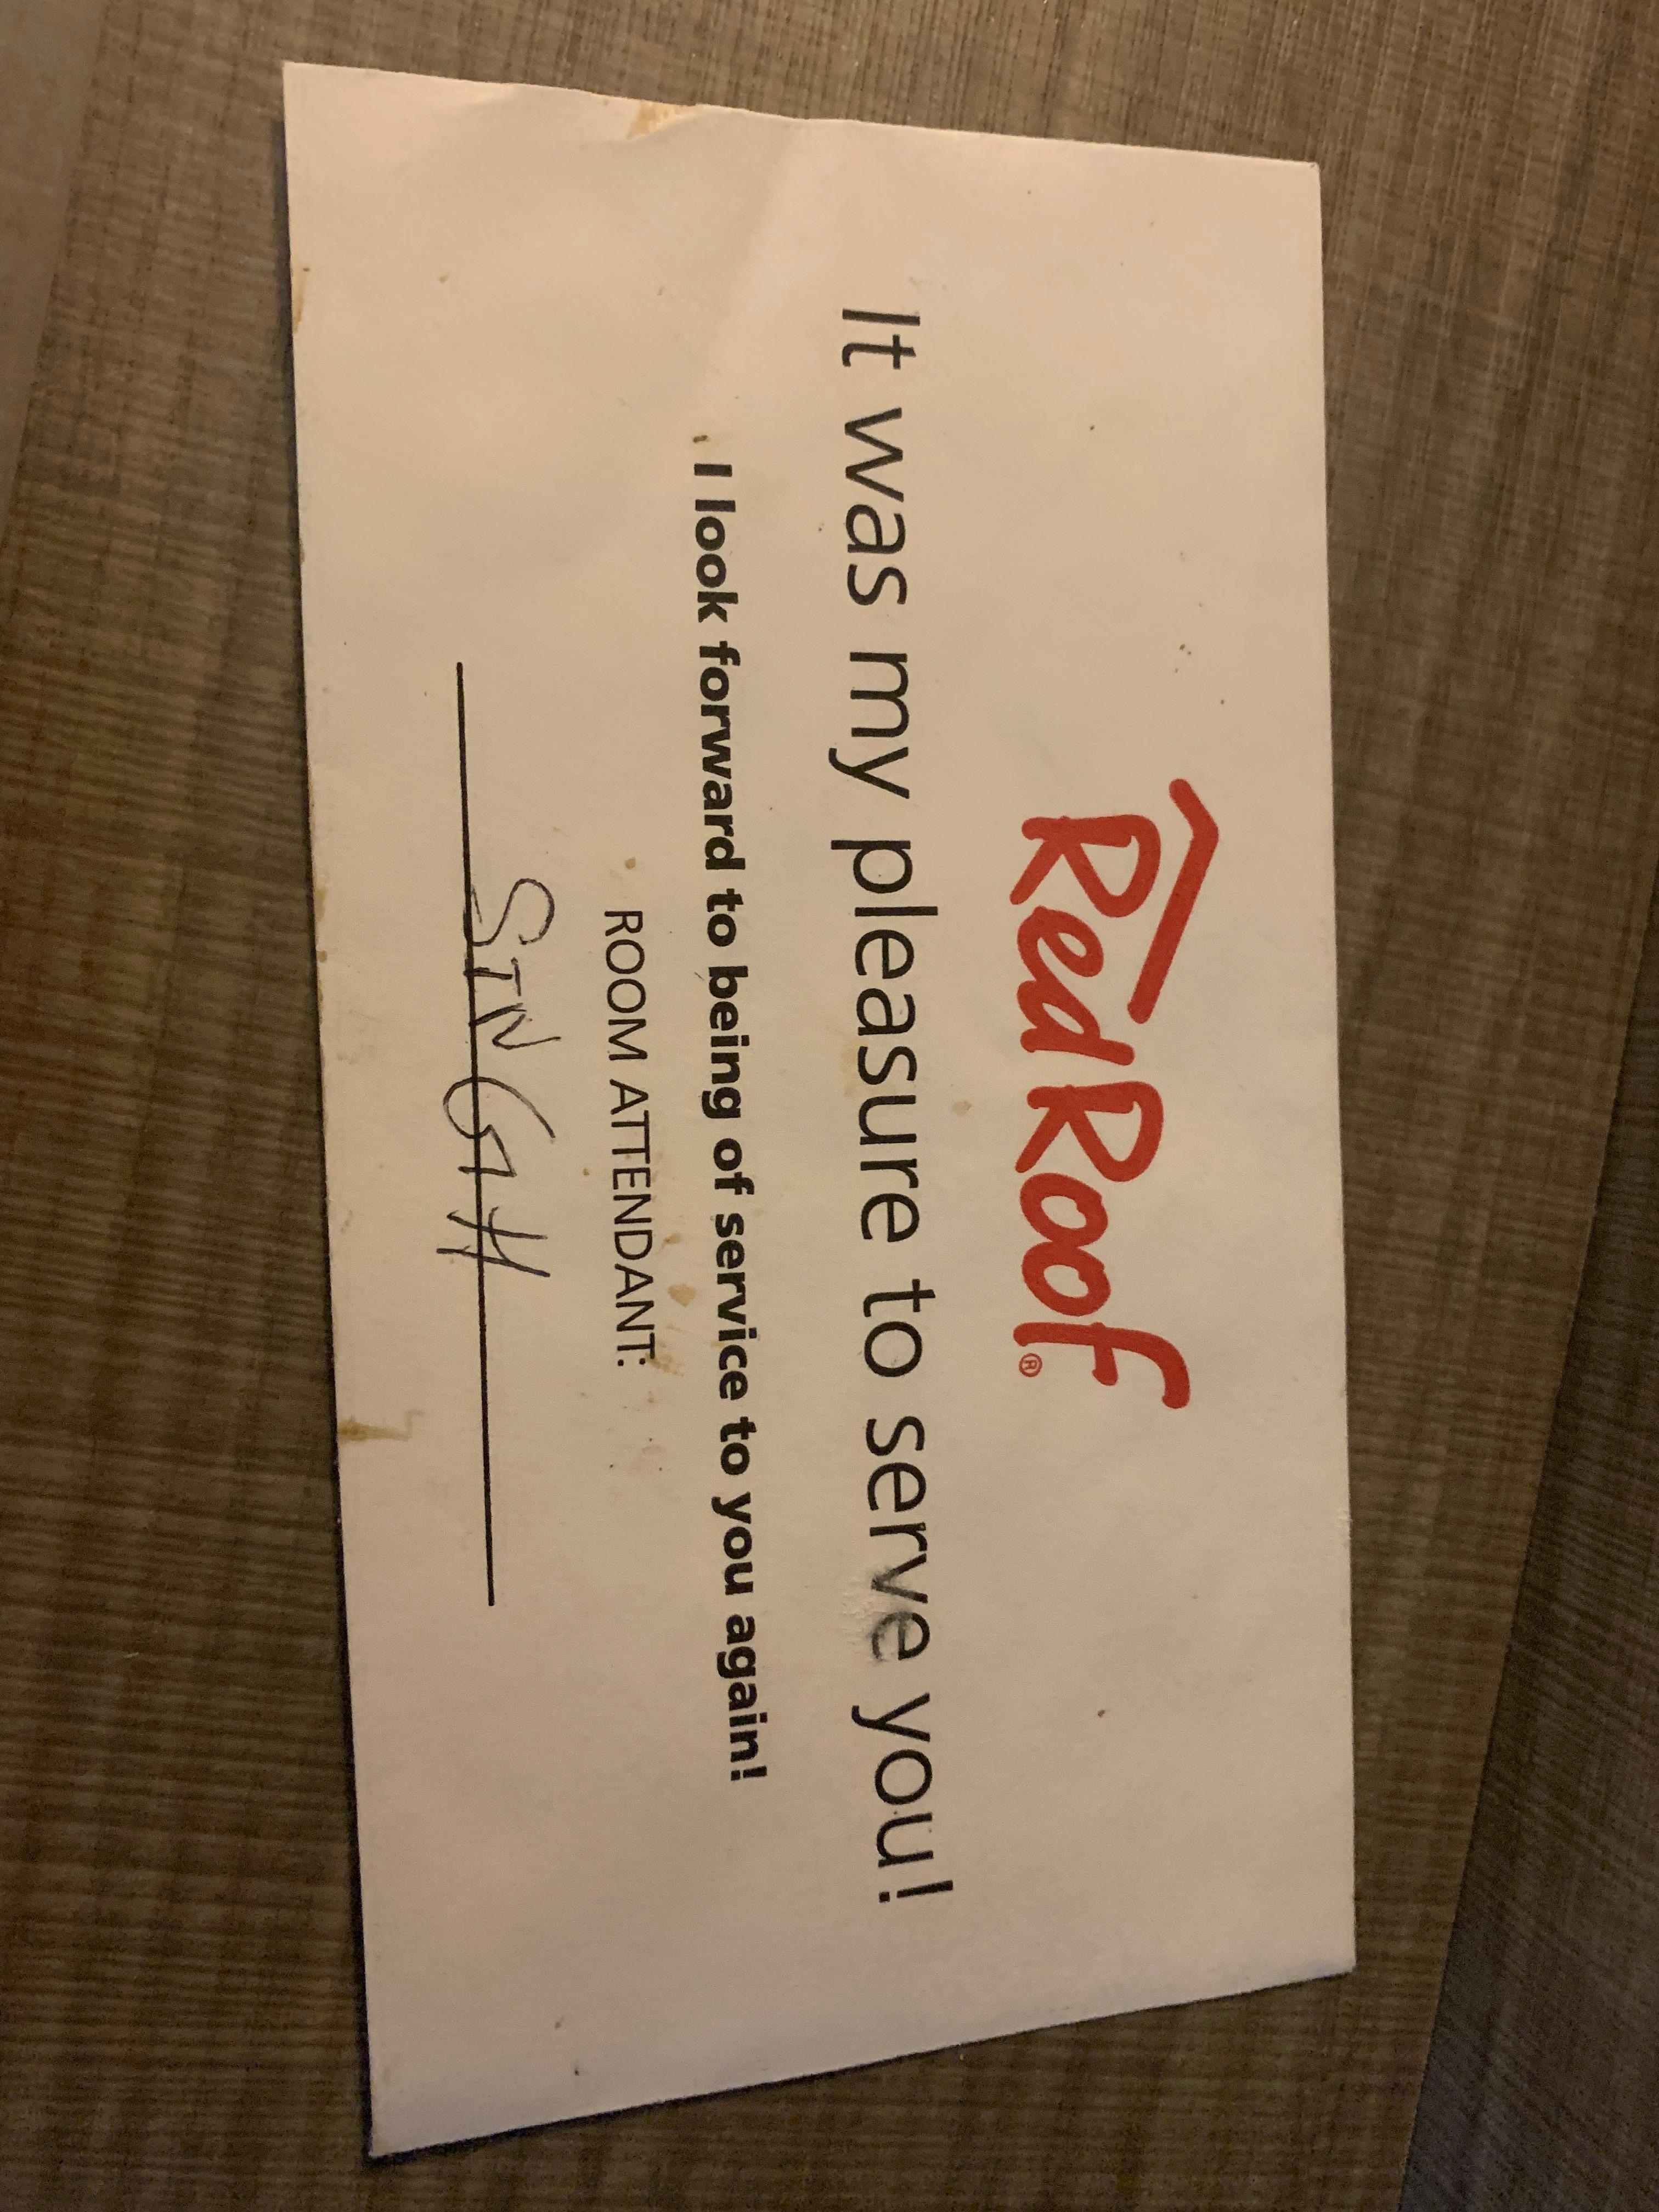 Red Roof®
It was my pleasure to serve you!
I look forward to being of service to you again!
ROOM ATTENDANT:
SINGH